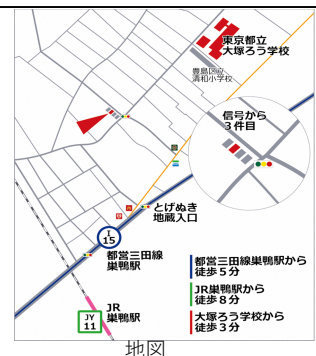 東京都立
大塚ろう学校
豊島区立
清和小学校
信号から
3件目
とげぬき
地蔵入口
I
15
都営三田線
巣鴨駅
JR
巣鴨駅
JY
11
都営三田線巣鴨駅から
徒歩5分
JR巣鴨駅から
徒歩8分
大塚ろう学校から
徒歩3分
地図